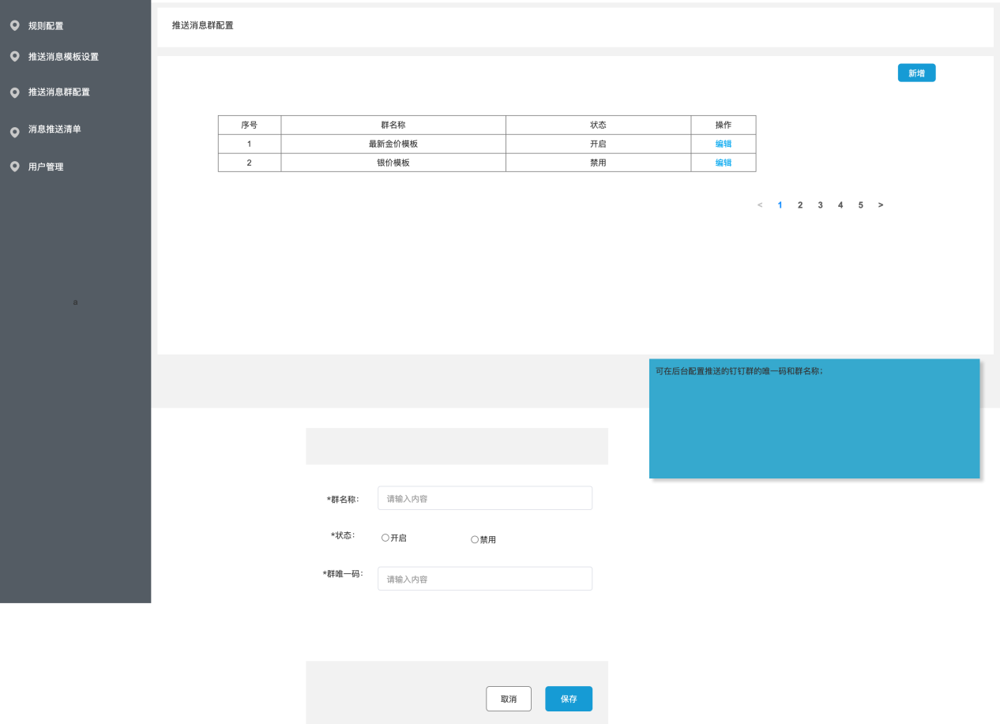 规则配置
推送消息模板设置
推送消息群配置
消息推送清单
用户管理
a
推送消息群配置
新增
序号 群名称 状态 操作
1 最新金价模板 开启 编辑
2 银价模板 禁用 编辑
< 1 2 3 4 5 >
可在后台配置推送的钉钉群的唯一码和群名称；
*群名称： 请输入内容
*状态： 开启 禁用
*群唯一码： 请输入内容
取消 保存